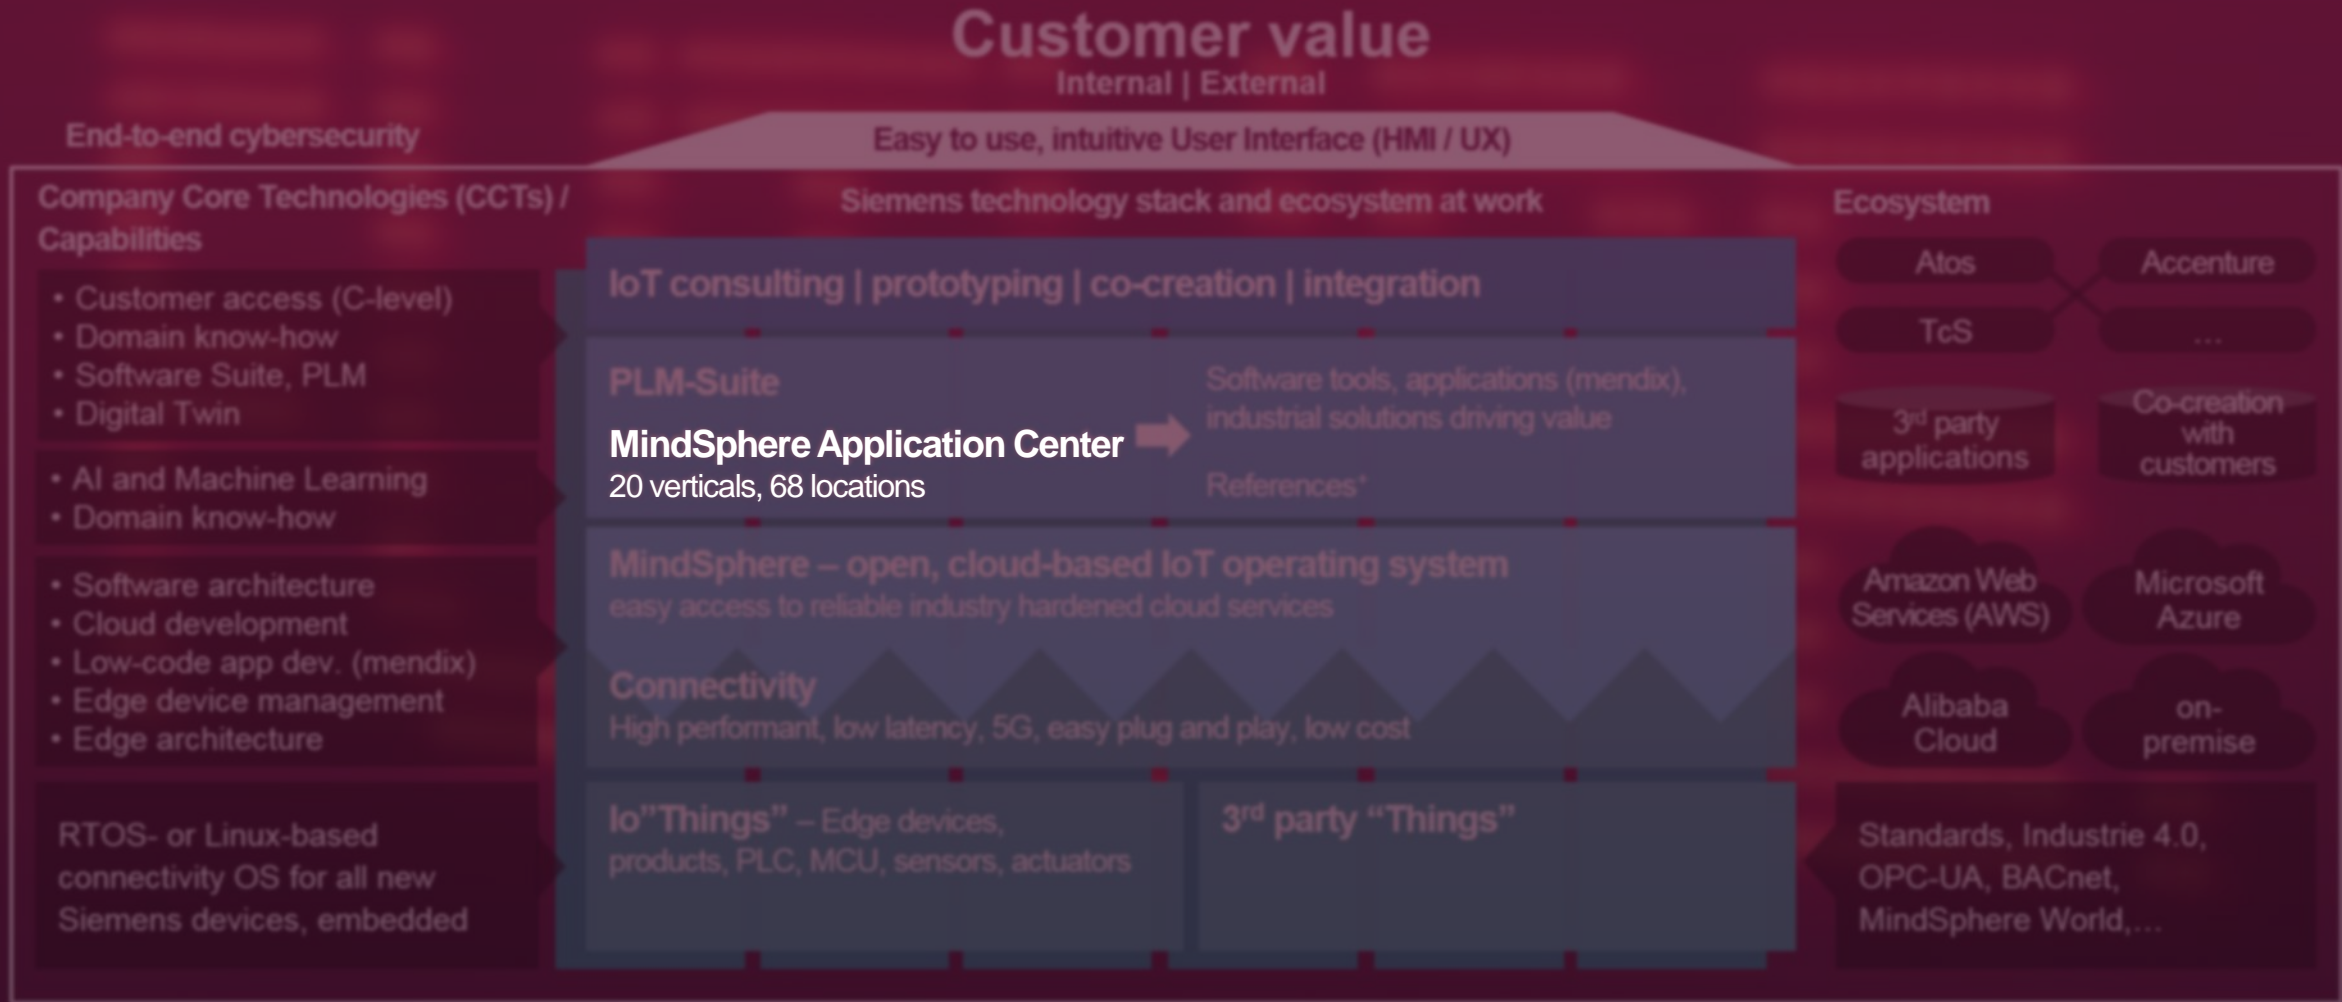 Customer value
Internal | External
End-to-end cybersecurity
Easy to use, intuitive User Interface (HMI / UX)
Company Core Technologies (CCTs) /
Capabilities
• Customer access (C-level)
• Domain know-how
• Software Suite, PLM
• Digital Twin
• AI and Machine Learning
• Domain know-how
• Software architecture
• Cloud development
• Low-code app dev. (mendix)
• Edge device management
• Edge architecture
RTOS- or Linux-based
connectivity OS for all new
Siemens devices, embedded
Siemens technology stack and ecosystem at work
IoT consulting | prototyping | co-creation | integration
PLM-Suite
MindSphere Application Center
20 verticals, 68 locations
Software tools, applications (mendix),
industrial solutions driving value
References*
MindSphere – open, cloud-based IoT operating system
easy access to reliable industry hardened cloud services
Connectivity
High performant, low latency, 5G, easy plug and play, low cost
Io”Things” – Edge devices,
products, PLC, MCU, sensors, actuators
3rd party “Things”
Ecosystem
Atos
Accenture
TcS
…
3rd party
applications
Co-creation
with
customers
Amazon Web
Services (AWS)
Microsoft
Azure
Alibaba
Cloud
on-
premise
Standards, Industrie 4.0,
OPC-UA, BACnet,
MindSphere World,…